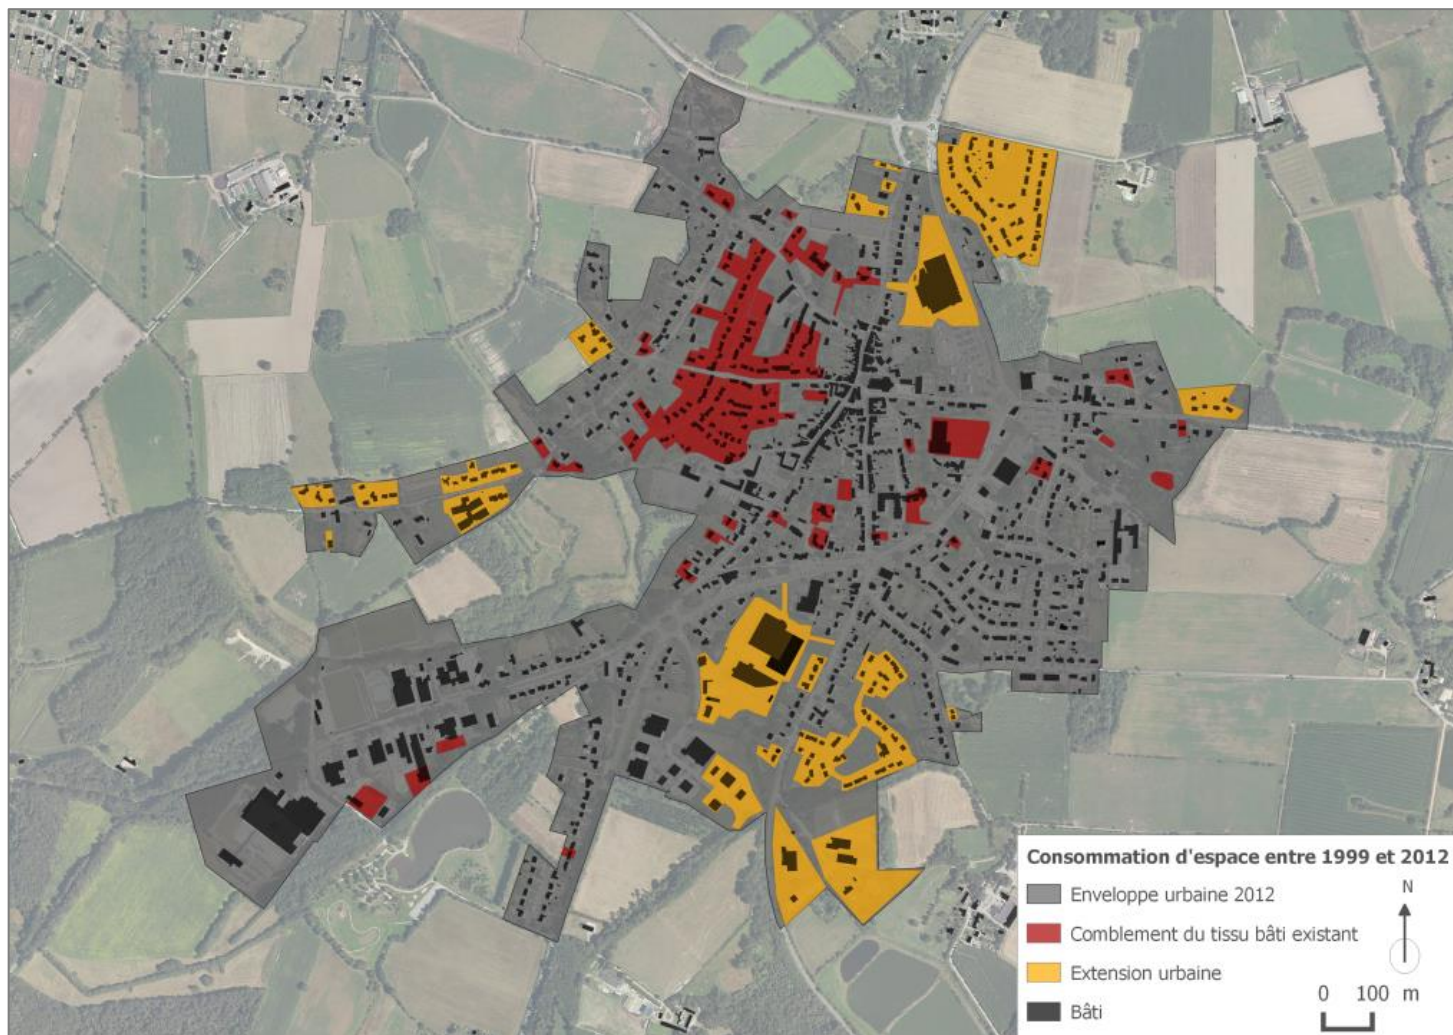 Consommation d'espace entre 1999 et 2012
Enveloppe urbaine 2012
N
Comblement du tissu bâti existant
Extension urbaine
Bâti
0 100 m